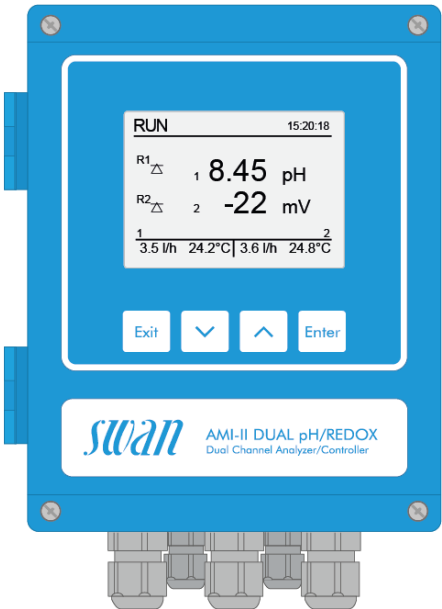 RUN 15:20:18
R1 1 8.45 pH
R2 2 -22 mV
1 2
3.5 l/h 24.2°C 3.6 l/h 24.8°C
Exit Enter
swan AMI-II DUAL pH/REDOX
Dual Channel Analyzer/Controller